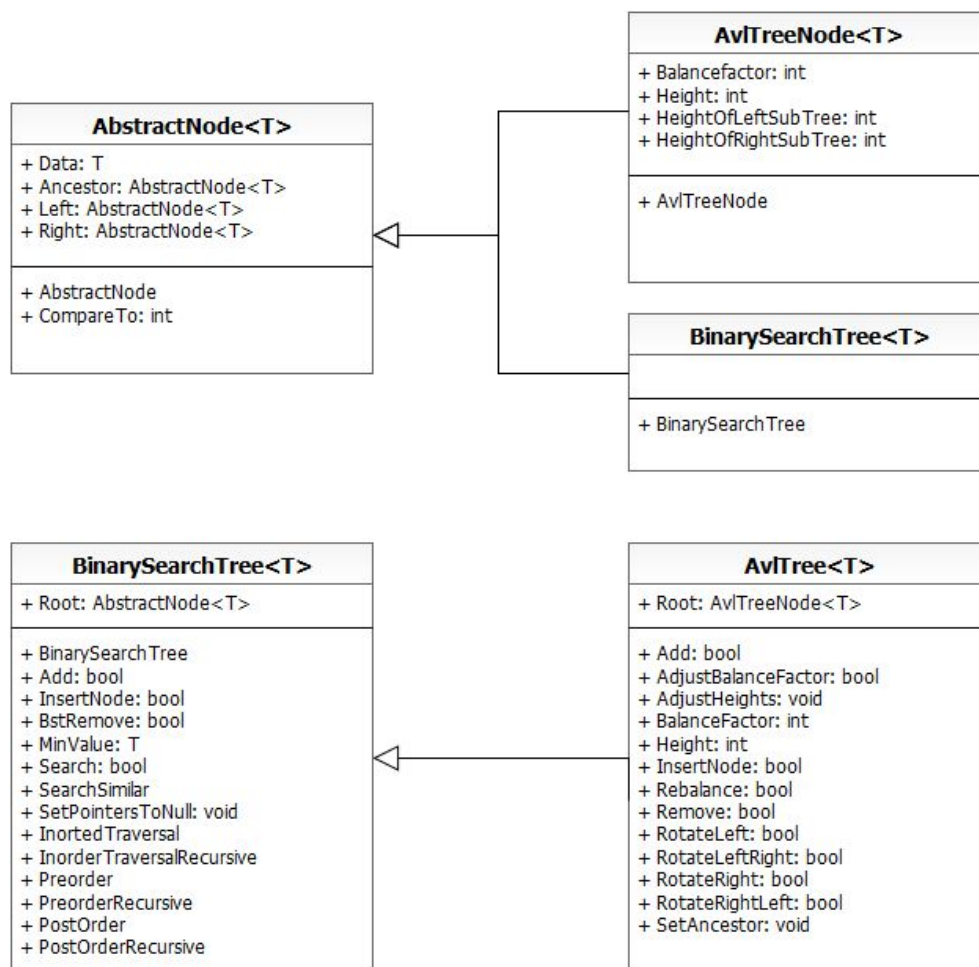 AbstractNode<T>
+ Data: T
+ Ancestor: AbstractNode<T>
+ Left: AbstractNode<T>
+ Right: AbstractNode<T>
+ AbstractNode
+ CompareTo: int
AvlTreeNode<T>
+ Balancefactor: int
+ Height: int
+ HeightOfLeftSubTree: int
+ HeightOfRightSubTree: int
+ AvlTreeNode
BinarySearchTree<T>
+ BinarySearchTree
BinarySearchTree<T>
+ Root: AbstractNode<T>
+ BinarySearchTree
+ Add: bool
+ InsertNode: bool
+ BstRemove: bool
+ MinValue: T
+ Search: bool
+ SearchSimilar
+ SetPointersToNull: void
+ InortedTraversal
+ InorderTraversalRecursive
+ Preorder
+ PreorderRecursive
+ PostOrder
+ PostOrderRecursive
AvlTree<T>
+ Root: AvlTreeNode<T>
+ Add: bool
+ AdjustBalanceFactor: bool
+ AdjustHeights: void
+ BalanceFactor: int
+ Height: int
+ InsertNode: bool
+ Rebalance: bool
+ Remove: bool
+ RotateLeft: bool
+ RotateLeftRight: bool
+ RotateRight: bool
+ RotateRightLeft: bool
+ SetAncestor: void